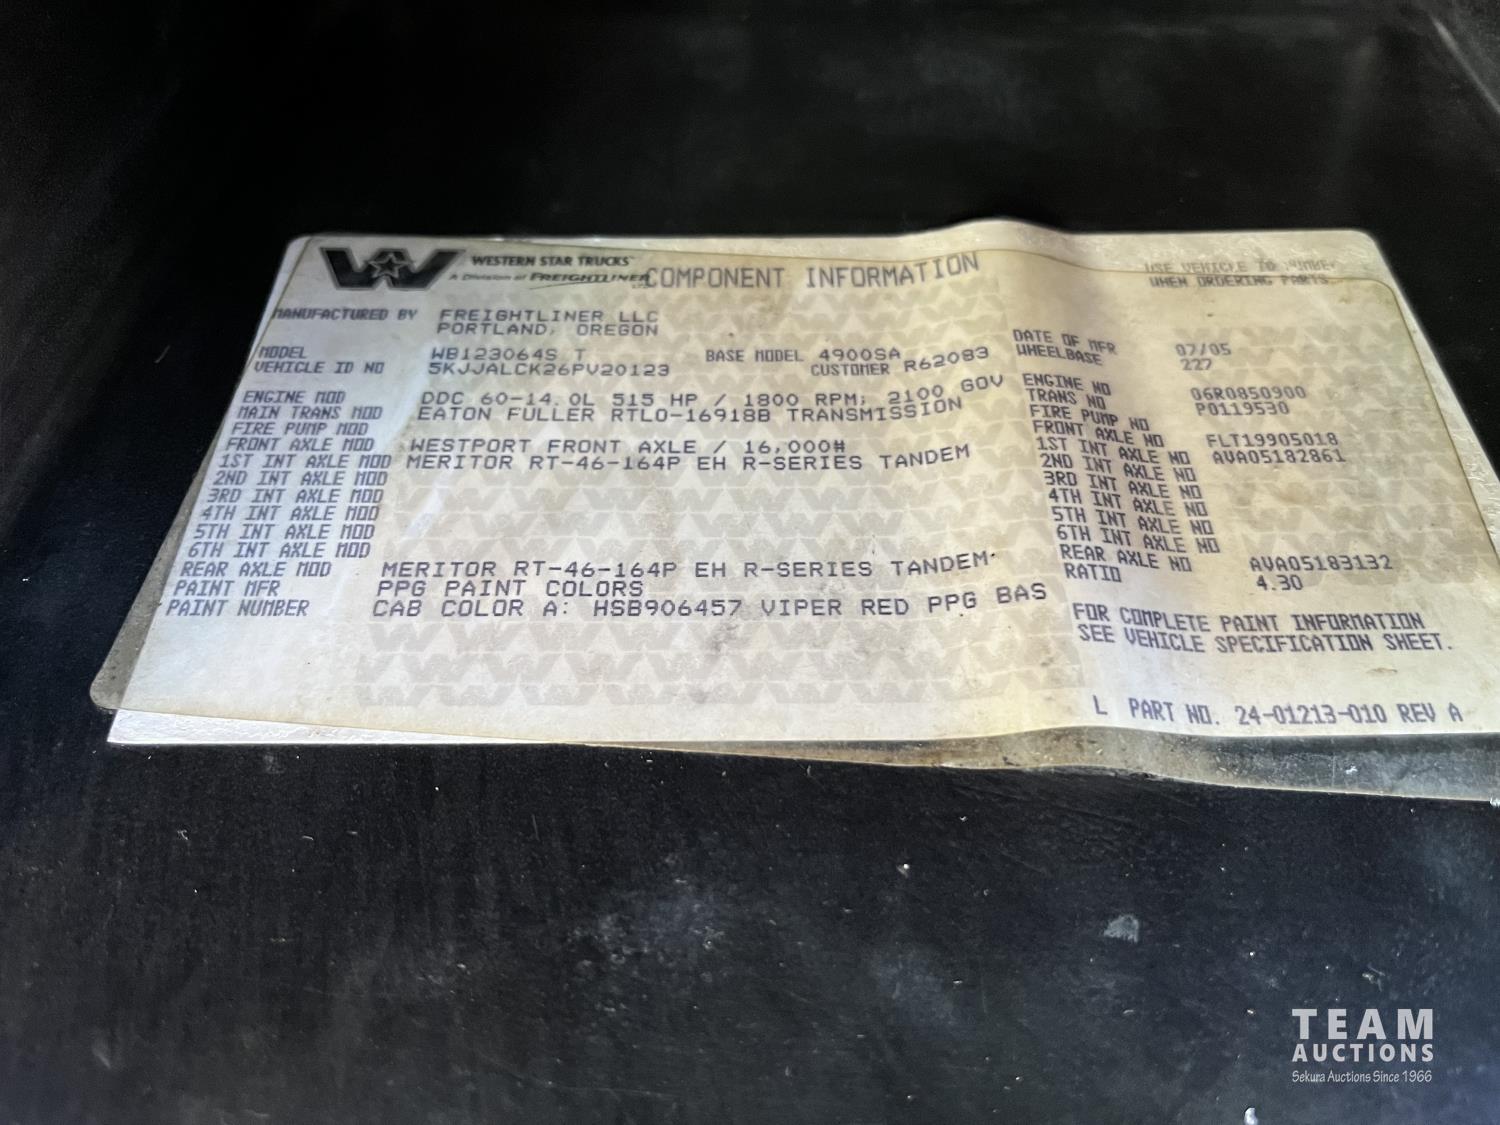 WESTERN STAR TRUCKS
A Division of FREIGHTLINER
COMPONENT INFORMATION
USE VEHICLE ID NUMBER
WHEN ORDERING PARTS
MANUFACTURED BY FREIGHTLINER LLC
PORTLAND, OREGON
DATE OF MFR 07/05
WHEELBASE 227
MODEL WB123064S T BASE MODEL 4900SA
VEHICLE ID NO 5KJJALCK26PV20123 CUSTOMER R62083
ENGINE MOD DDC 60-14.0L 515 HP / 1800 RPM; 2100 GOV ENGINE NO 06R0850900
MAIN TRANS MOD EATON FULLER RTLO-16918B TRANSMISSION TRANS NO P0119530
FIRE PUMP MOD FIRE PUMP NO
FRONT AXLE MOD WESTPORT FRONT AXLE / 16,000# FRONT AXLE NO FLT19905018
1ST INT AXLE MOD MERITOR RT-46-164P EH R-SERIES TANDEM 1ST INT AXLE NO AVA05182861
2ND INT AXLE MOD 2ND INT AXLE NO
3RD INT AXLE MOD 3RD INT AXLE NO
4TH INT AXLE MOD 4TH INT AXLE NO
5TH INT AXLE MOD 5TH INT AXLE NO
6TH INT AXLE MOD 6TH INT AXLE NO
REAR AXLE MOD MERITOR RT-46-164P EH R-SERIES TANDEM REAR AXLE NO AVA05183132
PAINT MFR PPG PAINT COLORS RATIO 4.30
PAINT NUMBER CAB COLOR A: HSB906457 VIPER RED PPG BAS
FOR COMPLETE PAINT INFORMATION
SEE VEHICLE SPECIFICATION SHEET.
L PART NO. 24-01213-010 REV A
TEAM
AUCTIONS
Sekura Auctions Since 1966